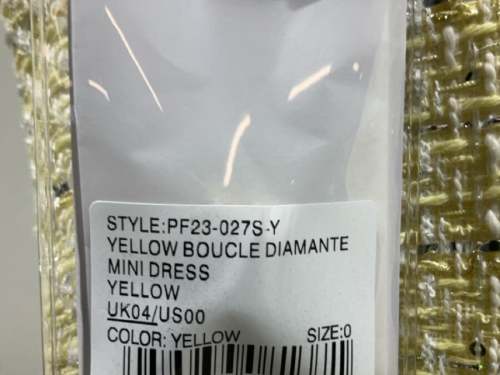 STYLE:PF23-027S-Y
YELLOW BOUCLE DIAMANTE
MINI DRESS
YELLOW
UK04/US00
COLOR: YELLOW SIZE:0